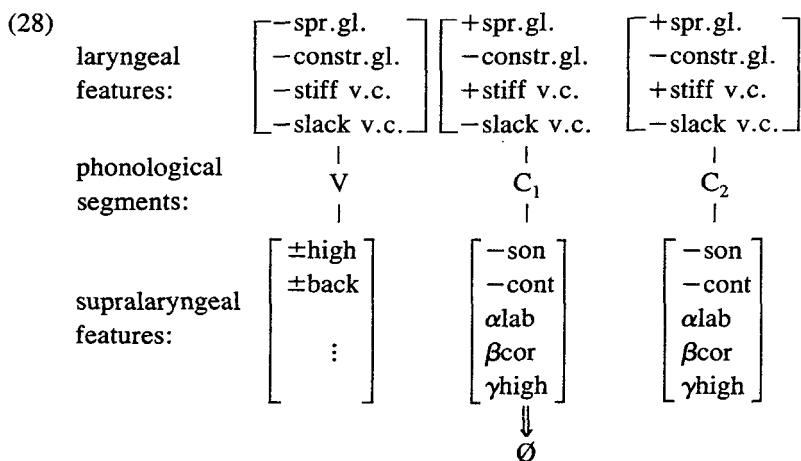 (28)
−spr.gl. +spr.gl. +spr.gl.
laryngeal −constr.gl. −constr.gl. −constr.gl.
features: −stiff v.c. +stiff v.c. +stiff v.c.
−slack v.c. −slack v.c. −slack v.c.
phonological
segments: V C₁ C₂
±high −son −son
±back −cont −cont
supralaryngeal αlab αlab
features: ⋮ βcor βcor
γhigh γhigh
⇓
Ø